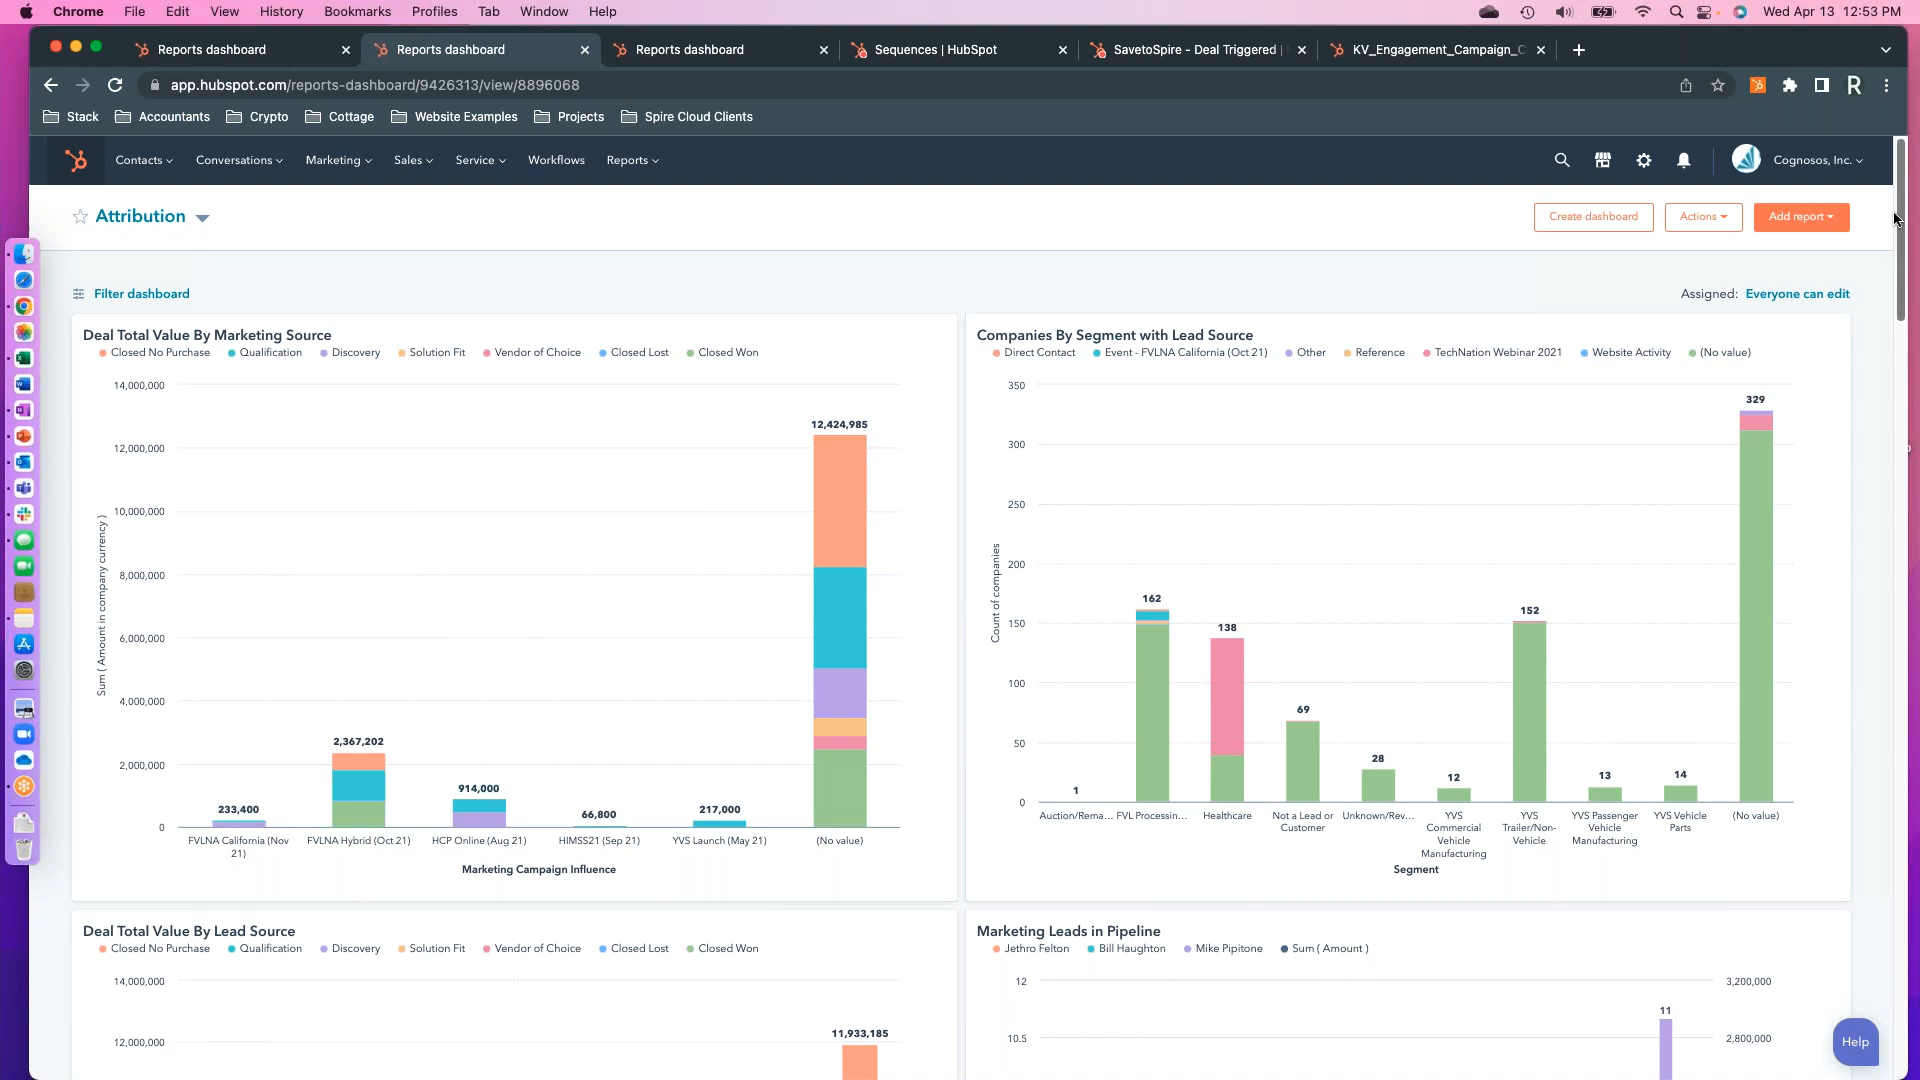 Chrome File Edit View History Bookmarks Profiles Tab Window Help Wed Apr 13 12:53 PM
Reports dashboard Reports dashboard Reports dashboard Sequences | HubSpot SavetoSpire - Deal Triggered | KV_Engagement_Campaign_C
app.hubspot.com/reports-dashboard/9426313/view/8896068 R
Stack Accountants Crypto Cottage Website Examples Projects Spire Cloud Clients
Contacts Conversations Marketing Sales Service Workflows Reports Cognosos, Inc.
Attribution Create dashboard Actions Add report
Filter dashboard Assigned: Everyone can edit
Deal Total Value By Marketing Source
Closed No Purchase Qualification Discovery Solution Fit Vendor of Choice Closed Lost Closed Won
14,000,000
12,424,985
12,000,000
10,000,000
8,000,000
6,000,000
4,000,000
2,000,000
0
Sum ( Amount in company currency )
233,400
2,367,202
914,000
66,800
217,000
FVLNA California (Nov
21)
FVLNA Hybrid (Oct 21)
HCP Online (Aug 21)
HIMSS21 (Sep 21)
YVS Launch (May 21)
(No value)
Marketing Campaign Influence
Companies By Segment with Lead Source
Direct Contact Event - FVLNA California (Oct 21) Other Reference TechNation Webinar 2021 Website Activity (No value)
350
300
250
200
150
100
50
0
Count of companies
1
162
138
69
28
12
152
13
14
329
Auction/Rema...
FVL Processin...
Healthcare
Not a Lead or
Customer
Unknown/Rev...
YVS
Commercial
Vehicle
Manufacturing
YVS
Trailer/Non-
Vehicle
YVS Passenger
Vehicle
Manufacturing
YVS Vehicle
Parts
(No value)
Segment
Deal Total Value By Lead Source
Closed No Purchase Qualification Discovery Solution Fit Vendor of Choice Closed Lost Closed Won
14,000,000
11,933,185
12,000,000
Marketing Leads in Pipeline
Jethro Felton Bill Haughton Mike Pipitone Sum ( Amount )
12
3,200,000
11
10.5
2,800,000
Help